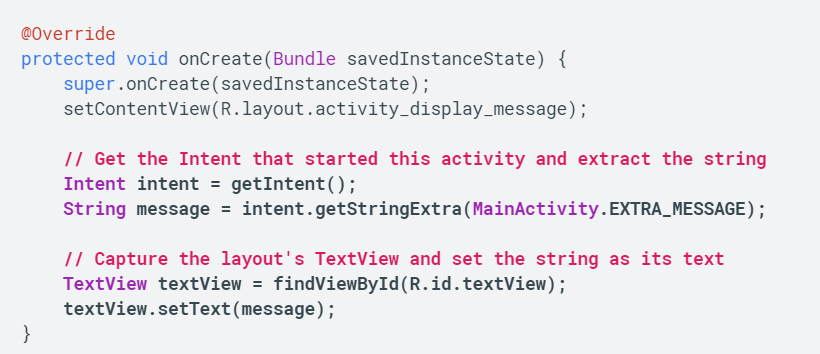 @Override
protected void onCreate(Bundle savedInstanceState) {
    super.onCreate(savedInstanceState);
    setContentView(R.layout.activity_display_message);

    // Get the Intent that started this activity and extract the string
    Intent intent = getIntent();
    String message = intent.getStringExtra(MainActivity.EXTRA_MESSAGE);

    // Capture the layout's TextView and set the string as its text
    TextView textView = findViewById(R.id.textView);
    textView.setText(message);
}